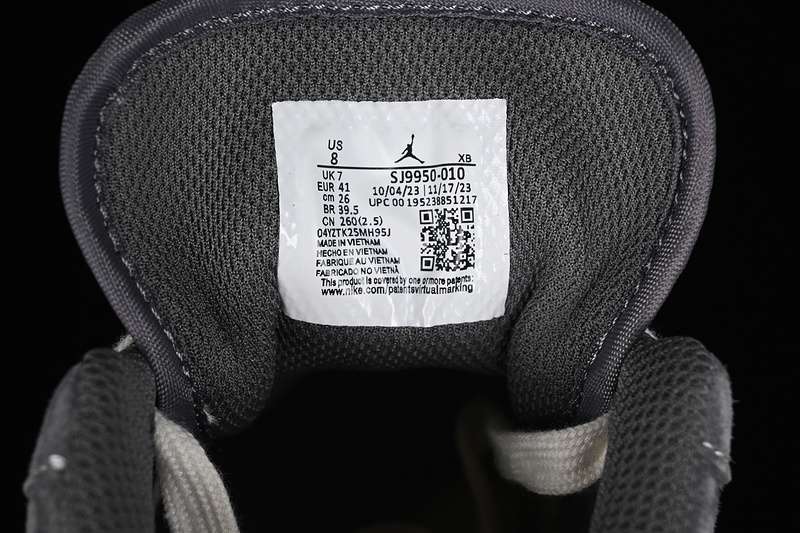 US
8 XB
UK 7 SJ9950-010
EUR 41 10/04/23 | 11/17/23
cm 26 UPC 00 195238851217
BR 39.5
CN 260(2.5)
04YZTK25MH95J
MADE IN VIETNAM
HECHO EN VIETNAM
FABRIQUE AU VIETNAM
FABRICADO NO VIETNÃ
This product is covered by one or more patents:
www.nike.com/patentsvirtualmarking